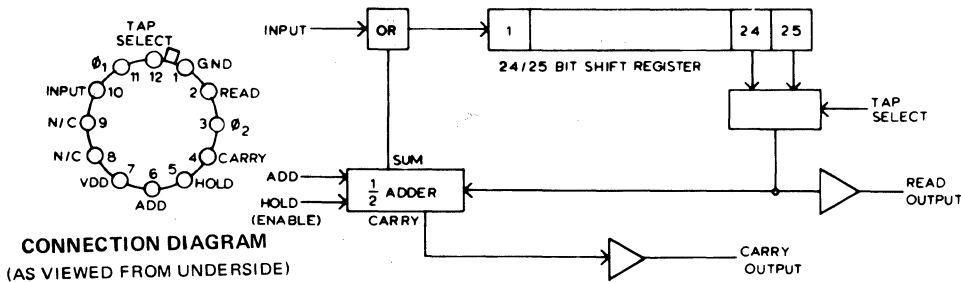 TAP
SELECT
Ø1
11
12
1
GND
INPUT
10
2
READ
N/C
9
3
Ø2
N/C
8
4
CARRY
VDD
7
6
5
HOLD
ADD
CONNECTION DIAGRAM
(AS VIEWED FROM UNDERSIDE)
INPUT
OR
1
24
25
24/25 BIT SHIFT REGISTER
TAP
SELECT
SUM
ADD
1/2 ADDER
HOLD
(ENABLE)
CARRY
READ
OUTPUT
CARRY
OUTPUT